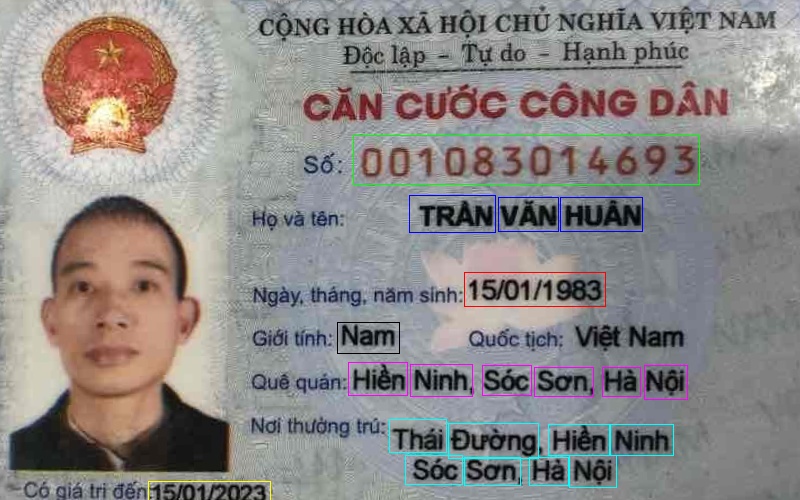 CỘNG HÒA XÃ HỘI CHỦ NGHĨA VIỆT NAM
Độc lập - Tự do - Hạnh phúc
CĂN CƯỚC CÔNG DÂN
Số: 001083014693
Họ và tên: TRẦN VĂN HUÂN
Ngày, tháng, năm sinh: 15/01/1983
Giới tính: Nam Quốc tịch: Việt Nam
Quê quán: Hiền Ninh, Sóc Sơn, Hà Nội
Nơi thường trú: Thái Đường, Hiền Ninh
Sóc Sơn, Hà Nội
Có giá trị đến 15/01/2023